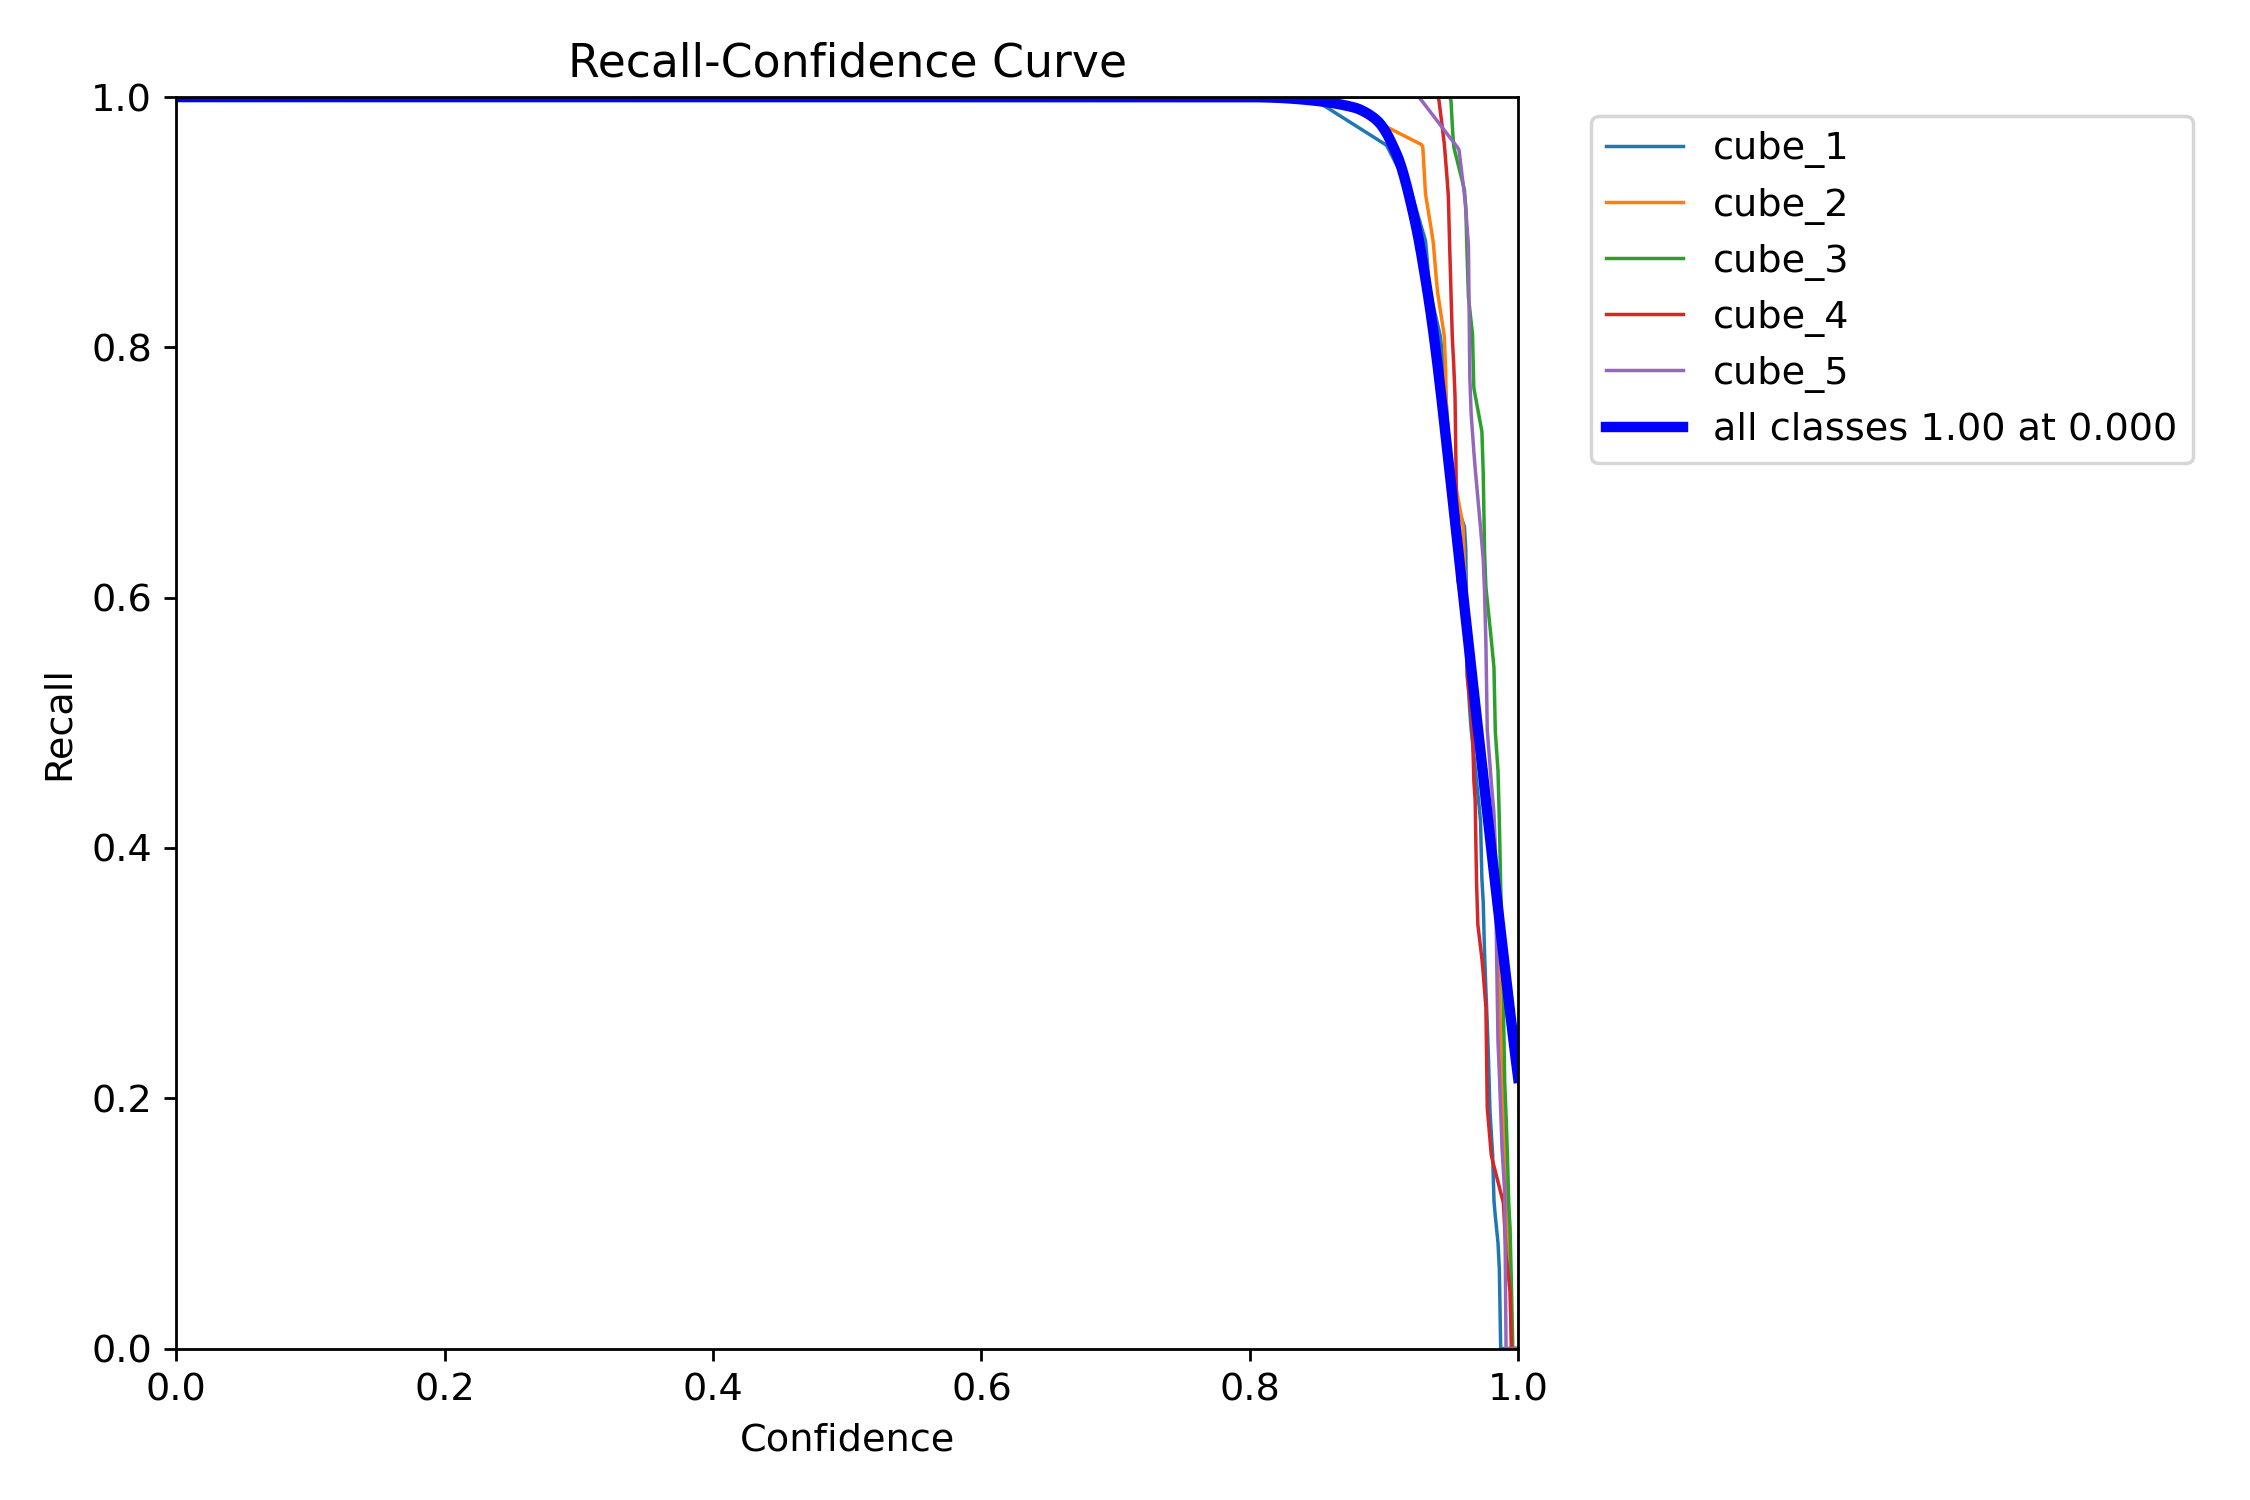 Recall-Confidence Curve
1.0
0.8
0.6
0.4
0.2
0.0
Recall
0.0 0.2 0.4 0.6 0.8 1.0
Confidence
cube_1
cube_2
cube_3
cube_4
cube_5
all classes 1.00 at 0.000